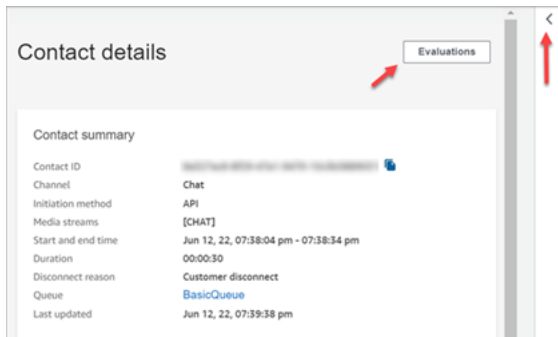 Contact details
Evaluations
Contact summary
Contact ID
Channel Chat
Initiation method API
Media streams [CHAT]
Start and end time Jun 12, 22, 07:38:04 pm - 07:38:34 pm
Duration 00:00:30
Disconnect reason Customer disconnect
Queue BasicQueue
Last updated Jun 12, 22, 07:39:38 pm